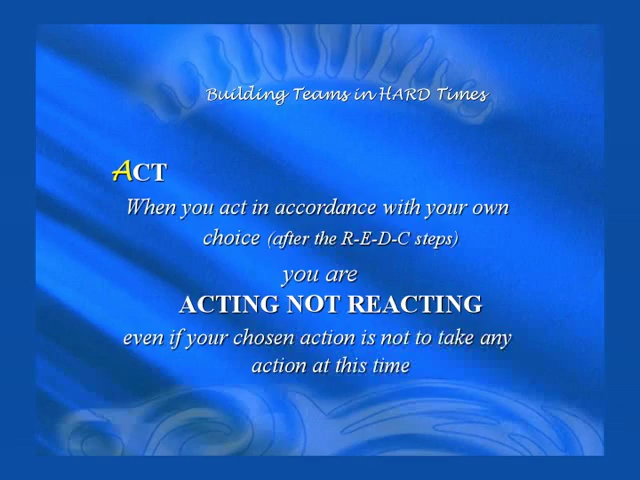 Building Teams in HARD Times
ACT
When you act in accordance with your own
choice (after the R-E-D-C steps)
you are
ACTING NOT REACTING
even if your chosen action is not to take any
action at this time